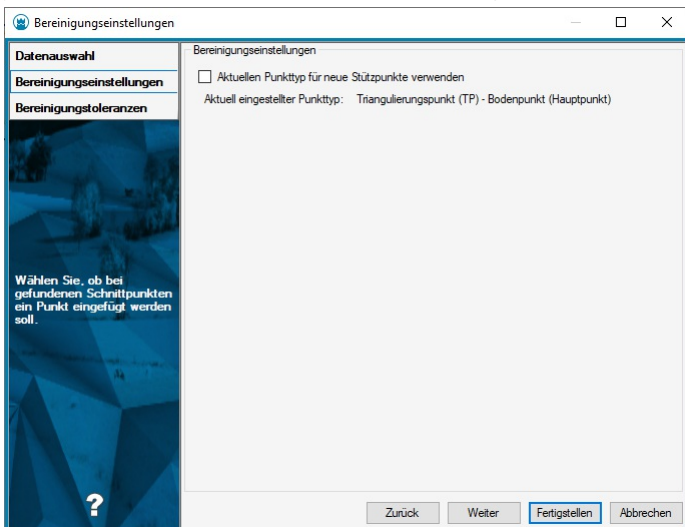 Bereinigungseinstellungen
Datenauswahl
Bereinigungseinstellungen
Bereinigungstoleranzen
Wählen Sie, ob bei
gefundenen Schnittpunkten
ein Punkt eingefügt werden
soll.
?
Bereinigungseinstellungen
Aktuellen Punkttyp für neue Stützpunkte verwenden
Aktuell eingestellter Punkttyp: Triangulierungspunkt (TP) - Bodenpunkt (Hauptpunkt)
Zurück Weiter Fertigstellen Abbrechen